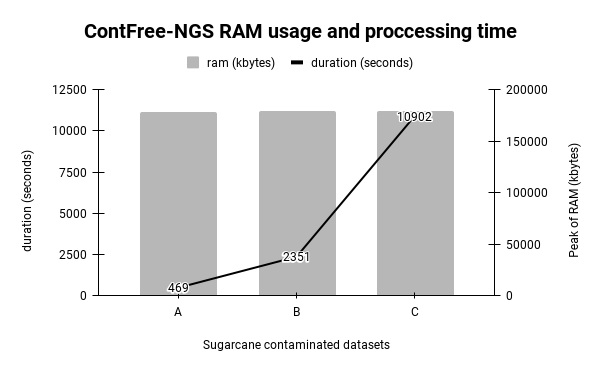 ContFree-NGS RAM usage and proccessing time
ram (kbytes) duration (seconds)
12500
10000
7500
5000
2500
0
duration (seconds)
200000
150000
100000
50000
0
Peak of RAM (kbytes)
469
2351
10902
A B C
Sugarcane contaminated datasets